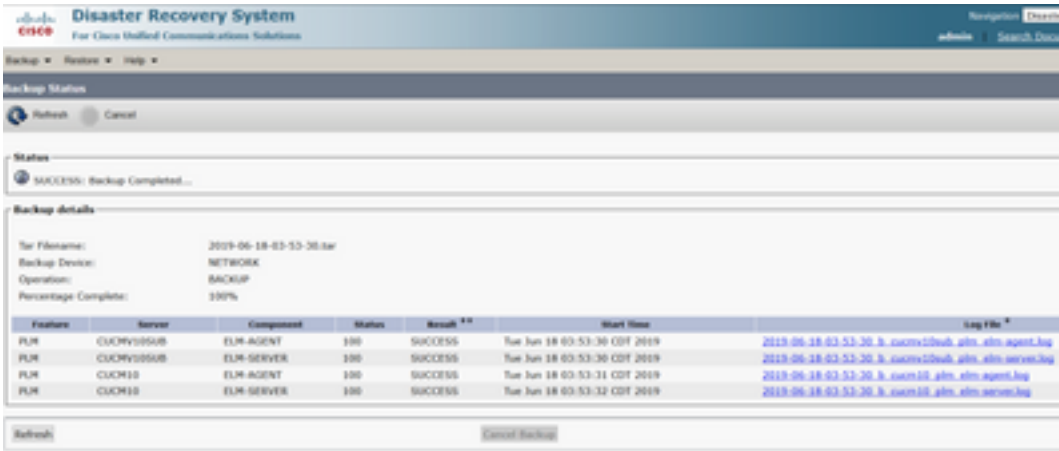 cisco
Disaster Recovery System
For Cisco Unified Communications Solutions
Navigation Disaste
admin | Search Docu
Backup Restore Help
Backup Status
Refresh Cancel
Status
SUCCESS: Backup Completed...
Backup details
Tar Filename: 2019-06-18-03-53-30.tar
Backup Device: NETWORK
Operation: BACKUP
Percentage Complete: 100%
Feature Server Component Status Result ** Start Time Log File *
PLM CUCMV10SUB ELM-AGENT 100 SUCCESS Tue Jun 18 03:53:30 CDT 2019 2019-06-18-03-53-30_b_cucmv10sub_plm_elm-agent.log
PLM CUCMV10SUB ELM-SERVER 100 SUCCESS Tue Jun 18 03:53:30 CDT 2019 2019-06-18-03-53-30_b_cucmv10sub_plm_elm-server.log
PLM CUCM10 ELM-AGENT 100 SUCCESS Tue Jun 18 03:53:31 CDT 2019 2019-06-18-03-53-30_b_cucm10_plm_elm-agent.log
PLM CUCM10 ELM-SERVER 100 SUCCESS Tue Jun 18 03:53:32 CDT 2019 2019-06-18-03-53-30_b_cucm10_plm_elm-server.log
Refresh Cancel Backup